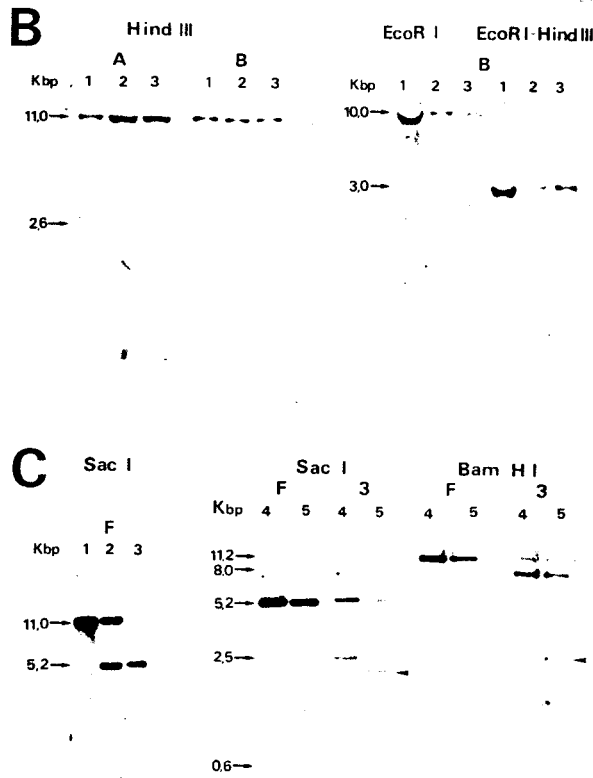 B
Hind III
EcoR I EcoR I-Hind III
A B
B
Kbp 1 2 3 1 2 3
Kbp 1 2 3 1 2 3
11,0
10,0
3,0
2,6
C
Sac I
Sac I Bam H I
F 3 F 3
Kbp 4 5 4 5 4 5 4 5
F
Kbp 1 2 3
11,2
8,0
5,2
11,0
5,2
2,5
0,6